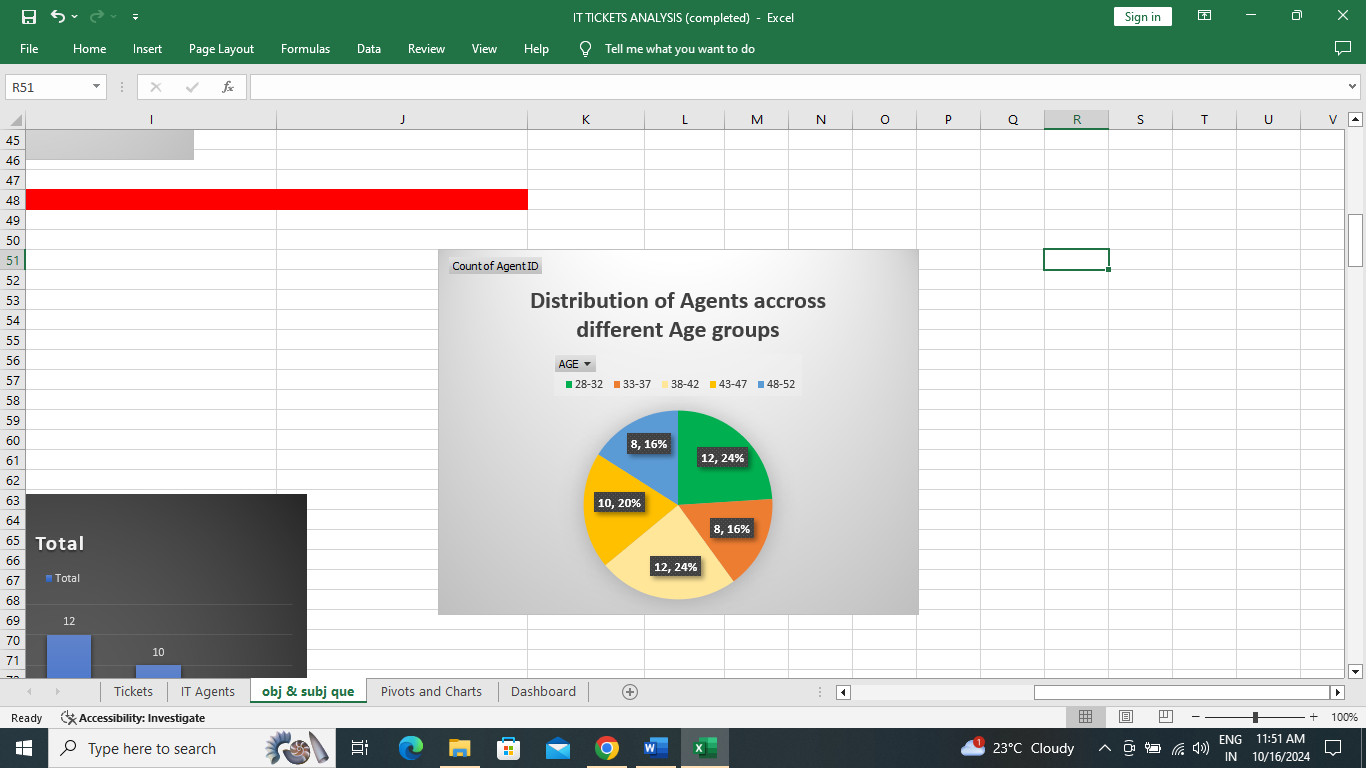 IT TICKETS ANALYSIS (completed) - Excel
Sign in
File Home Insert Page Layout Formulas Data Review View Help Tell me what you want to do
R51
fx
I J K L M N O P Q R S T U V
45
46
47
48
49
50
51
52
53
54
55
56
57
58
59
60
61
62
63
64
65
66
67
68
69
70
71
Count of Agent ID
Distribution of Agents accross
different Age groups
AGE
28-32 33-37 38-42 43-47 48-52
8, 16%
12, 24%
10, 20%
8, 16%
12, 24%
Total
Total
12
10
Tickets IT Agents obj & subj que Pivots and Charts Dashboard
Ready Accessibility: Investigate 100%
Type here to search
1
23°C Cloudy
ENG
IN
11:51 AM
10/16/2024